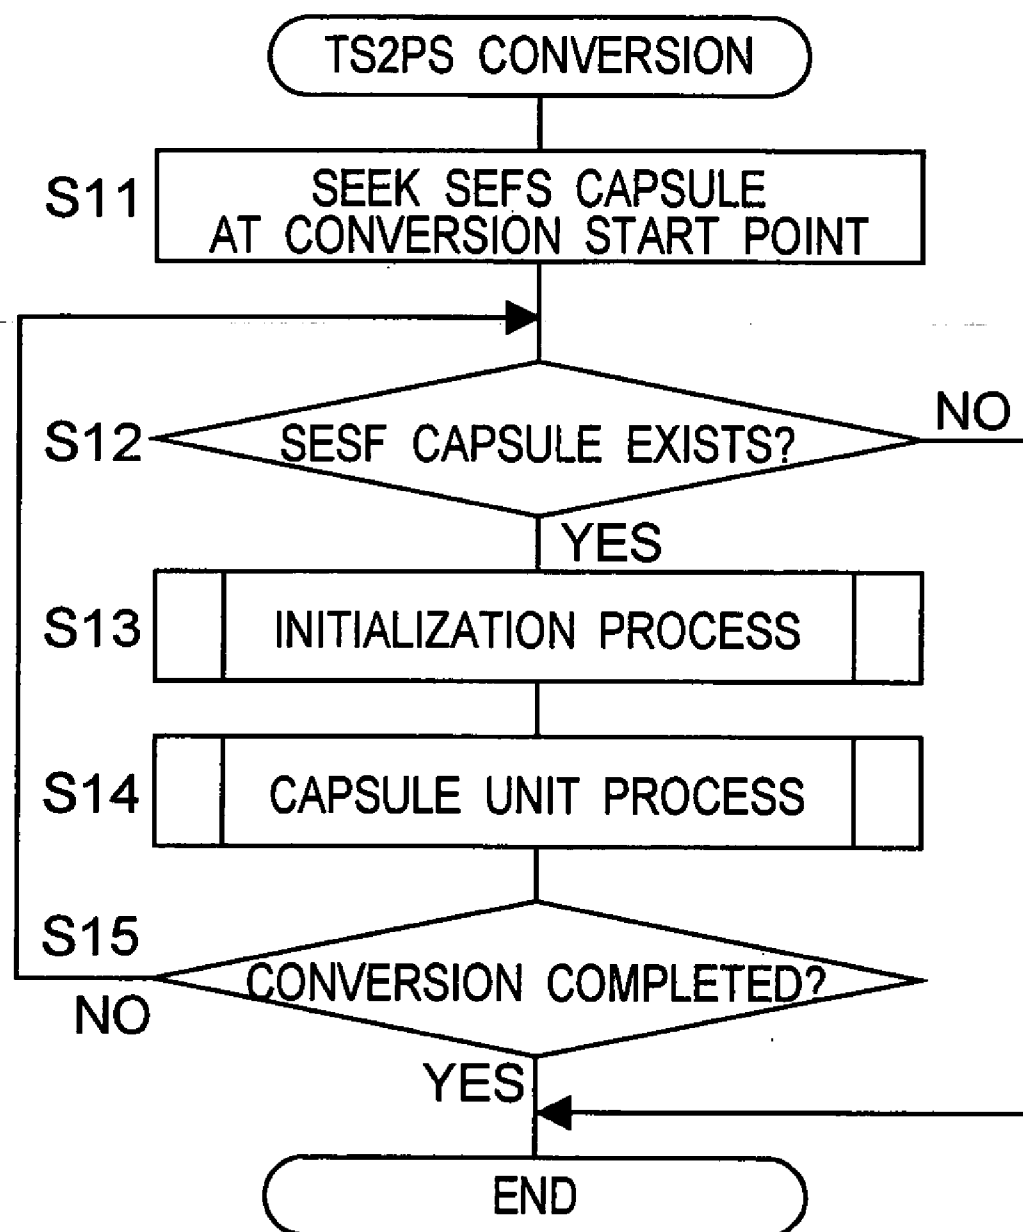 TS2PS CONVERSION
S11
SEEK SEFS CAPSULE
AT CONVERSION START POINT
S12
SESF CAPSULE EXISTS?
NO
YES
S13
INITIALIZATION PROCESS
S14
CAPSULE UNIT PROCESS
S15
CONVERSION COMPLETED?
NO
YES
END